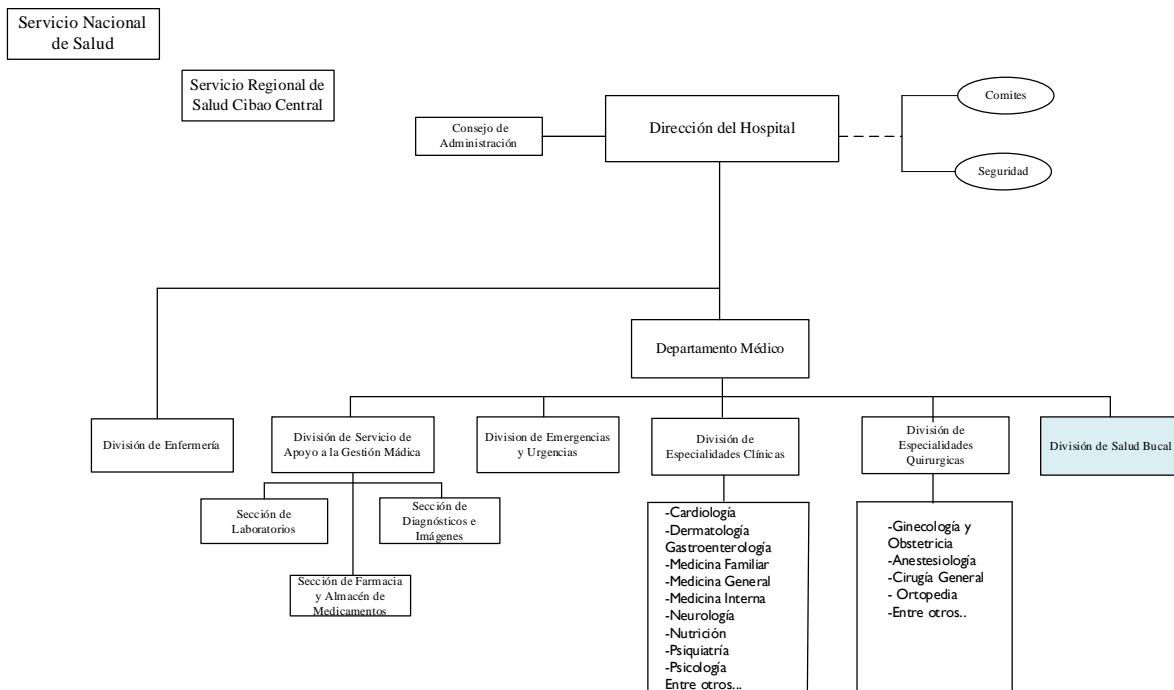 Servicio Nacional
de Salud
Servicio Regional de
Salud Cibao Central
Consejo de
Administración
Dirección del Hospital
Comites
Seguridad
Departamento Médico
División de Enfermería
División de Servicio de
Apoyo a la Gestión Mádica
Division de Emergencias
y Urgencias
División de
Especialidades Clínicas
División de
Especialidades
Quirurgicas
División de Salud Bucal
Sección de
Laboratorios
Sección de
Diagnósticos e
Imágenes
Sección de Farmacia
y Almacén de
Medicamentos
-Cardiología
-Dermatología
Gastroenterología
-Medicina Familiar
-Medicina General
-Medicina Interna
-Neurología
-Nutrición
-Psiquiatría
-Psicología
Entre otros...
-Ginecología y
Obstetricia
-Anestesiología
-Cirugía General
- Ortopedia
-Entre otros..